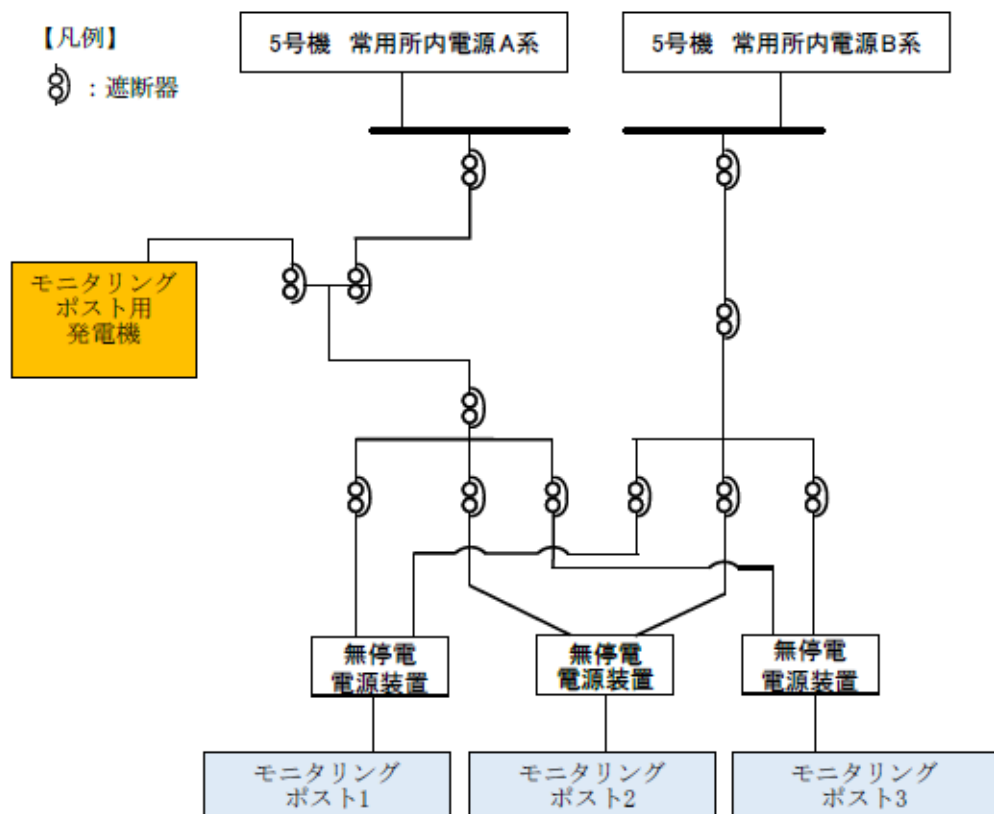 【凡例】
:遮断器
5号機 常用所内電源A系
5号機 常用所内電源B系
モニタリング
ポスト用
発電機
無停電
電源装置
無停電
電源装置
無停電
電源装置
モニタリング
ポスト1
モニタリング
ポスト2
モニタリング
ポスト3